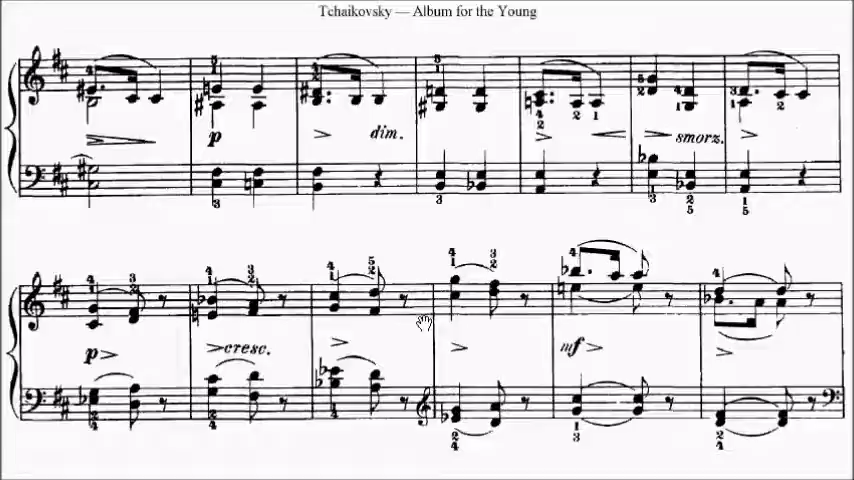 Tchaikovsky — Album for the Young
p
dim.
smorz.
p
cresc.
mf